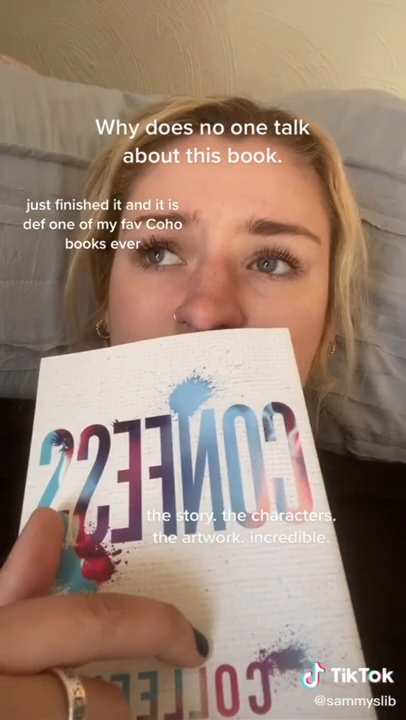 Why does no one talk
about this book.
just finished it and it is
def one of my fav Coho
books ever
CONFESS
the story. the characters.
the artwork. incredible.
COLLEE
TikTok
@sammyslib